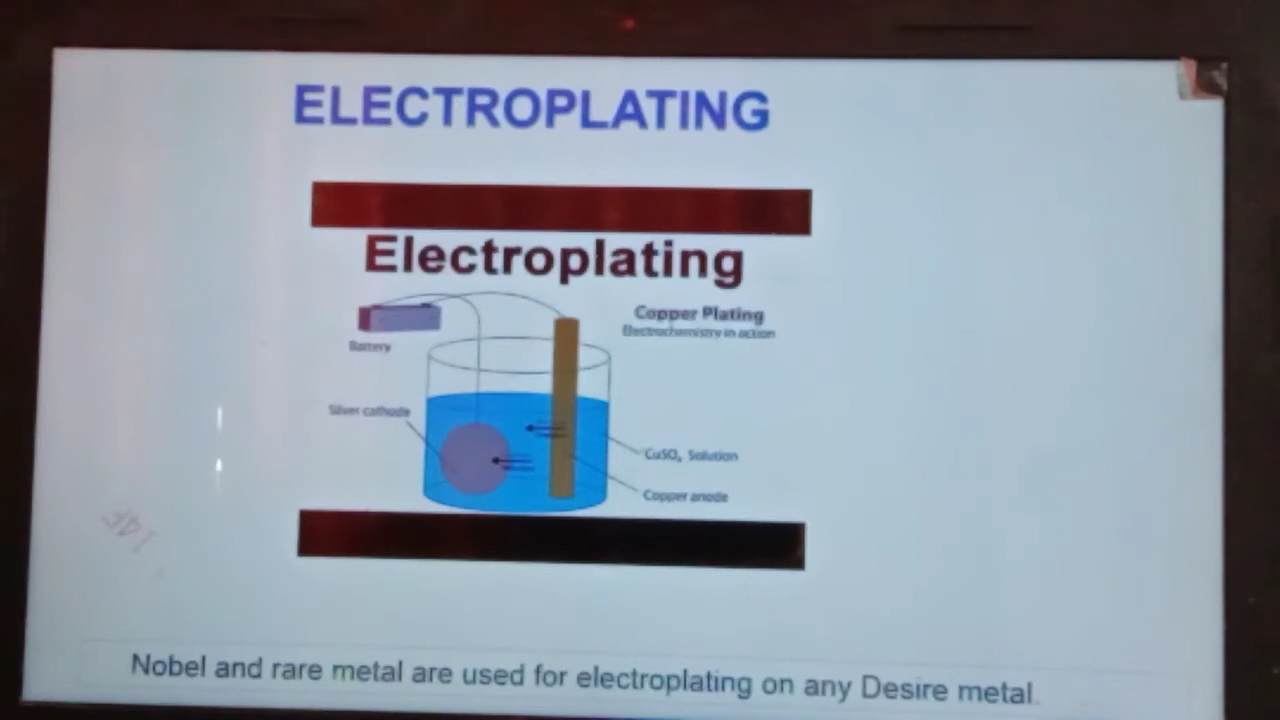 ELECTROPLATING
Electroplating
Copper Plating
Electrochemistry in action
Battery
Silver cathode
CuSO₄ Solution
Copper anode
Nobel and rare metal are used for electroplating on any Desire metal.